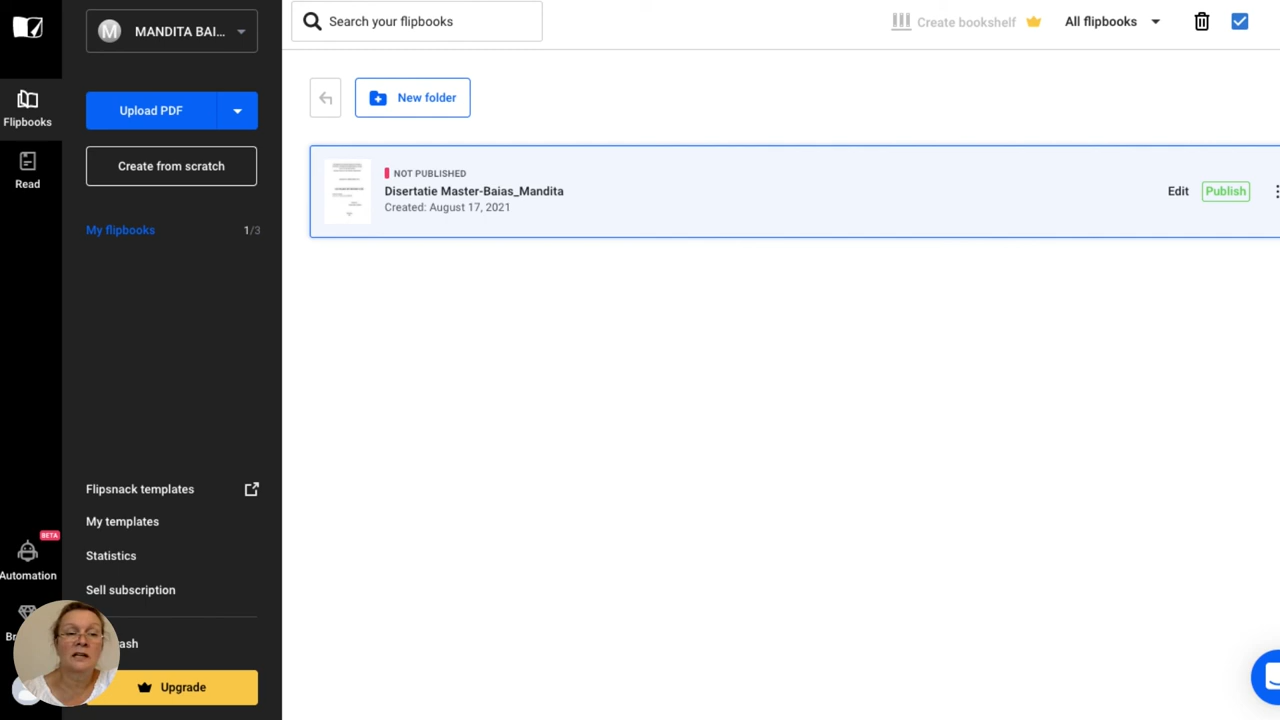 MANDITA BAI...
Search your flipbooks
Create bookshelf
All flipbooks
Upload PDF
New folder
Flipbooks
Create from scratch
NOT PUBLISHED
Disertatie Master-Baias_Mandita
Created: August 17, 2021
Edit
Publish
Read
My flipbooks
1/3
Flipsnack templates
My templates
BETA
Automation
Statistics
Sell subscription
Upgrade
M